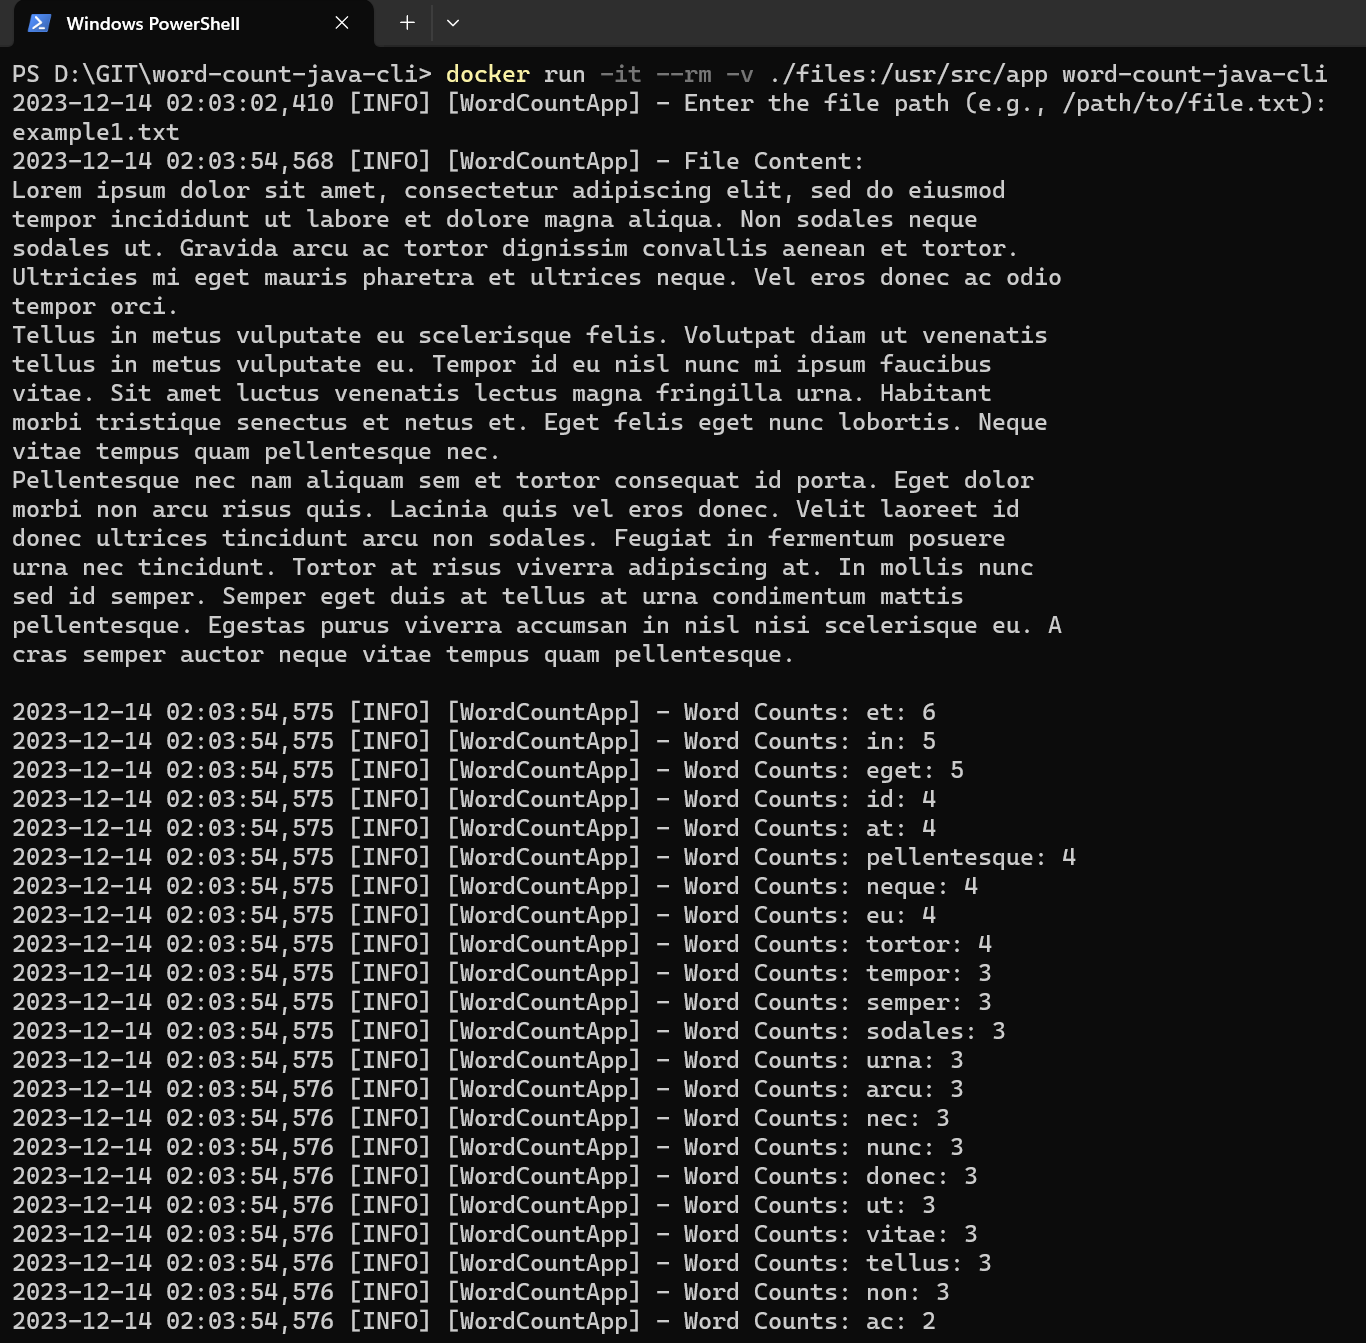 Windows PowerShell
PS D:\GIT\word-count-java-cli> docker run -it --rm -v ./files:/usr/src/app word-count-java-cli
2023-12-14 02:03:02,410 [INFO] [WordCountApp] - Enter the file path (e.g., /path/to/file.txt):
example1.txt
2023-12-14 02:03:54,568 [INFO] [WordCountApp] - File Content:
Lorem ipsum dolor sit amet, consectetur adipiscing elit, sed do eiusmod
tempor incididunt ut labore et dolore magna aliqua. Non sodales neque
sodales ut. Gravida arcu ac tortor dignissim convallis aenean et tortor.
Ultricies mi eget mauris pharetra et ultrices neque. Vel eros donec ac odio
tempor orci.
Tellus in metus vulputate eu scelerisque felis. Volutpat diam ut venenatis
tellus in metus vulputate eu. Tempor id eu nisl nunc mi ipsum faucibus
vitae. Sit amet luctus venenatis lectus magna fringilla urna. Habitant
morbi tristique senectus et netus et. Eget felis eget nunc lobortis. Neque
vitae tempus quam pellentesque nec.
Pellentesque nec nam aliquam sem et tortor consequat id porta. Eget dolor
morbi non arcu risus quis. Lacinia quis vel eros donec. Velit laoreet id
donec ultrices tincidunt arcu non sodales. Feugiat in fermentum posuere
urna nec tincidunt. Tortor at risus viverra adipiscing at. In mollis nunc
sed id semper. Semper eget duis at tellus at urna condimentum mattis
pellentesque. Egestas purus viverra accumsan in nisl nisi scelerisque eu. A
cras semper auctor neque vitae tempus quam pellentesque.
2023-12-14 02:03:54,575 [INFO] [WordCountApp] - Word Counts: et: 6
2023-12-14 02:03:54,575 [INFO] [WordCountApp] - Word Counts: in: 5
2023-12-14 02:03:54,575 [INFO] [WordCountApp] - Word Counts: eget: 5
2023-12-14 02:03:54,575 [INFO] [WordCountApp] - Word Counts: id: 4
2023-12-14 02:03:54,575 [INFO] [WordCountApp] - Word Counts: at: 4
2023-12-14 02:03:54,575 [INFO] [WordCountApp] - Word Counts: pellentesque: 4
2023-12-14 02:03:54,575 [INFO] [WordCountApp] - Word Counts: neque: 4
2023-12-14 02:03:54,575 [INFO] [WordCountApp] - Word Counts: eu: 4
2023-12-14 02:03:54,575 [INFO] [WordCountApp] - Word Counts: tortor: 4
2023-12-14 02:03:54,575 [INFO] [WordCountApp] - Word Counts: tempor: 3
2023-12-14 02:03:54,575 [INFO] [WordCountApp] - Word Counts: semper: 3
2023-12-14 02:03:54,575 [INFO] [WordCountApp] - Word Counts: sodales: 3
2023-12-14 02:03:54,575 [INFO] [WordCountApp] - Word Counts: urna: 3
2023-12-14 02:03:54,576 [INFO] [WordCountApp] - Word Counts: arcu: 3
2023-12-14 02:03:54,576 [INFO] [WordCountApp] - Word Counts: nec: 3
2023-12-14 02:03:54,576 [INFO] [WordCountApp] - Word Counts: nunc: 3
2023-12-14 02:03:54,576 [INFO] [WordCountApp] - Word Counts: donec: 3
2023-12-14 02:03:54,576 [INFO] [WordCountApp] - Word Counts: ut: 3
2023-12-14 02:03:54,576 [INFO] [WordCountApp] - Word Counts: vitae: 3
2023-12-14 02:03:54,576 [INFO] [WordCountApp] - Word Counts: tellus: 3
2023-12-14 02:03:54,576 [INFO] [WordCountApp] - Word Counts: non: 3
2023-12-14 02:03:54,576 [INFO] [WordCountApp] - Word Counts: ac: 2